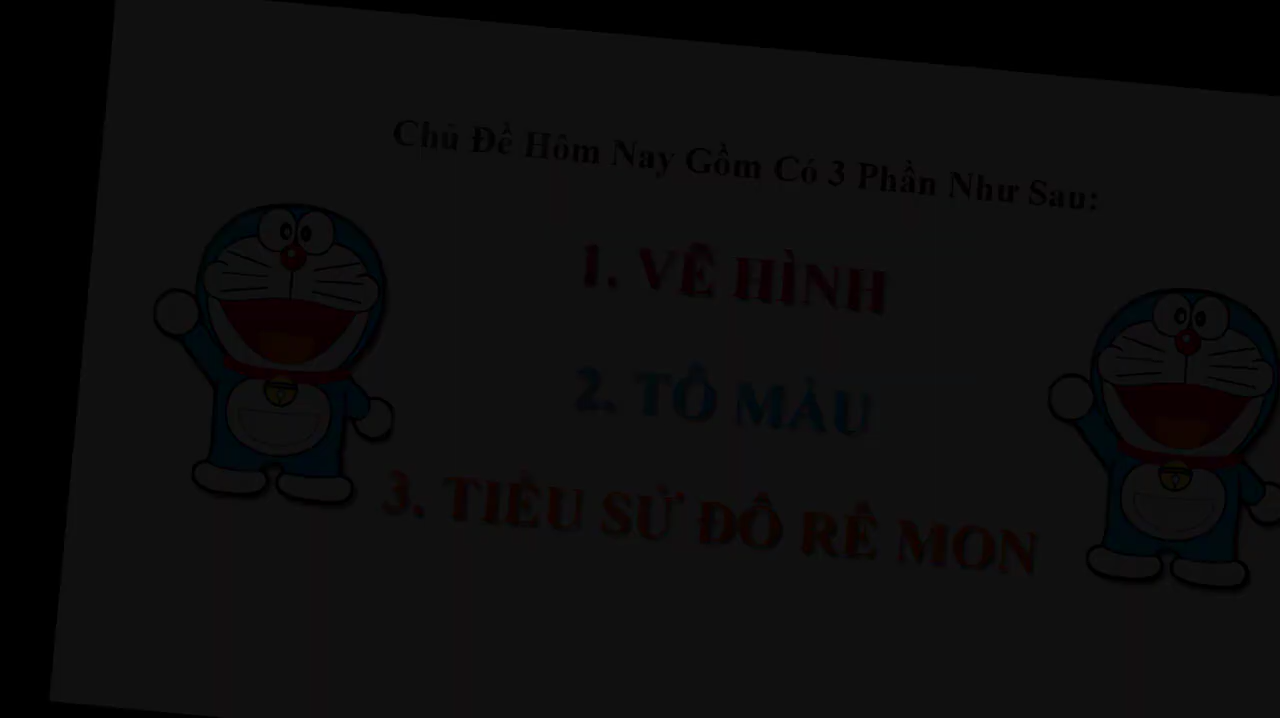 Chủ Đề Hôm Nay Gồm Có 3 Phần Như Sau:
1. VẼ HÌNH
2. TÔ MÀU
3. TIỂU SỬ ĐÔ RÊ MON